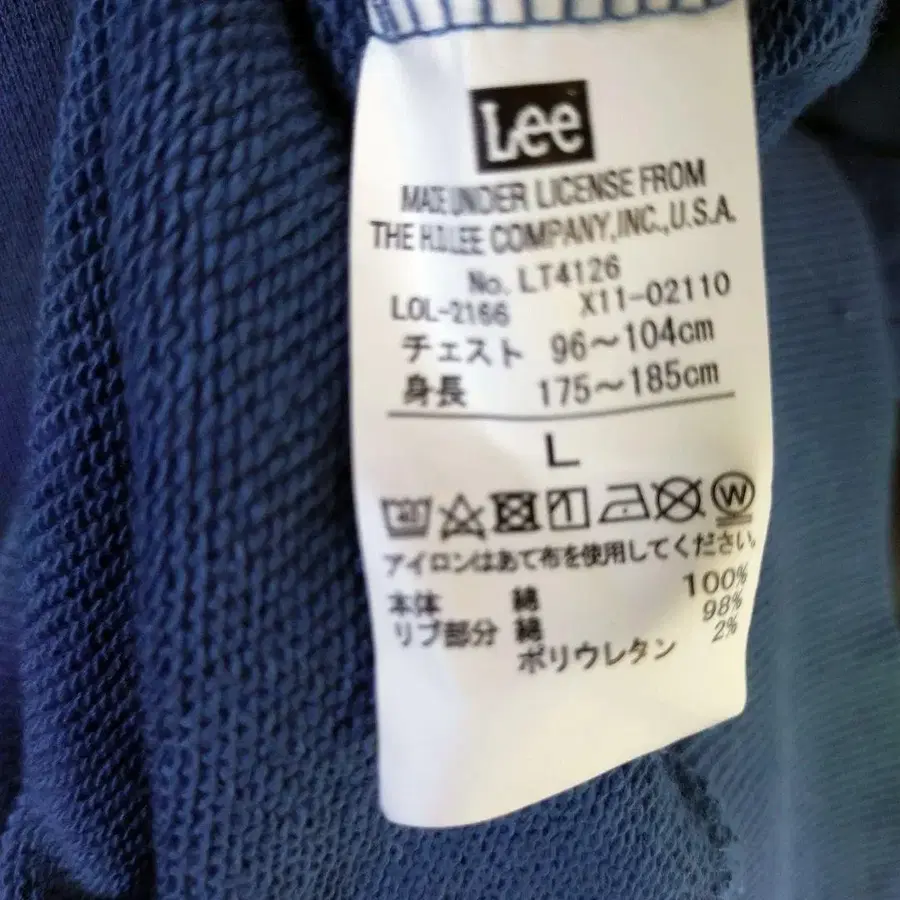 Lee
MADE UNDER LICENSE FROM
THE H.D.LEE COMPANY,INC.,U.S.A.
No. LT4126
LOL-2166 X11-02110
チェスト 96～104cm
身長 175～185cm
L
40 W
アイロンはあて布を使用してください。
本体 綿 100%
リブ部分 綿 98%
ポリウレタン 2%